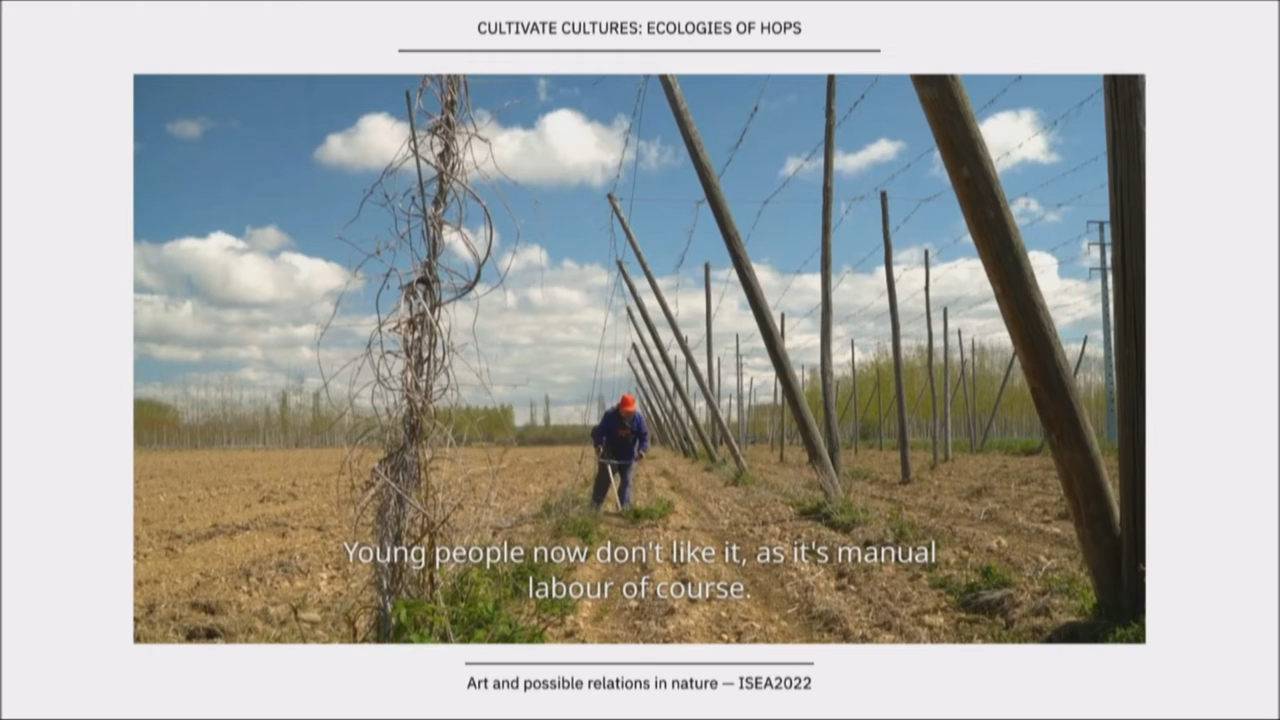 CULTIVATE CULTURES: ECOLOGIES OF HOPS
Young people now don't like it, as it's manual
labour of course.
Art and possible relations in nature — ISEA2022